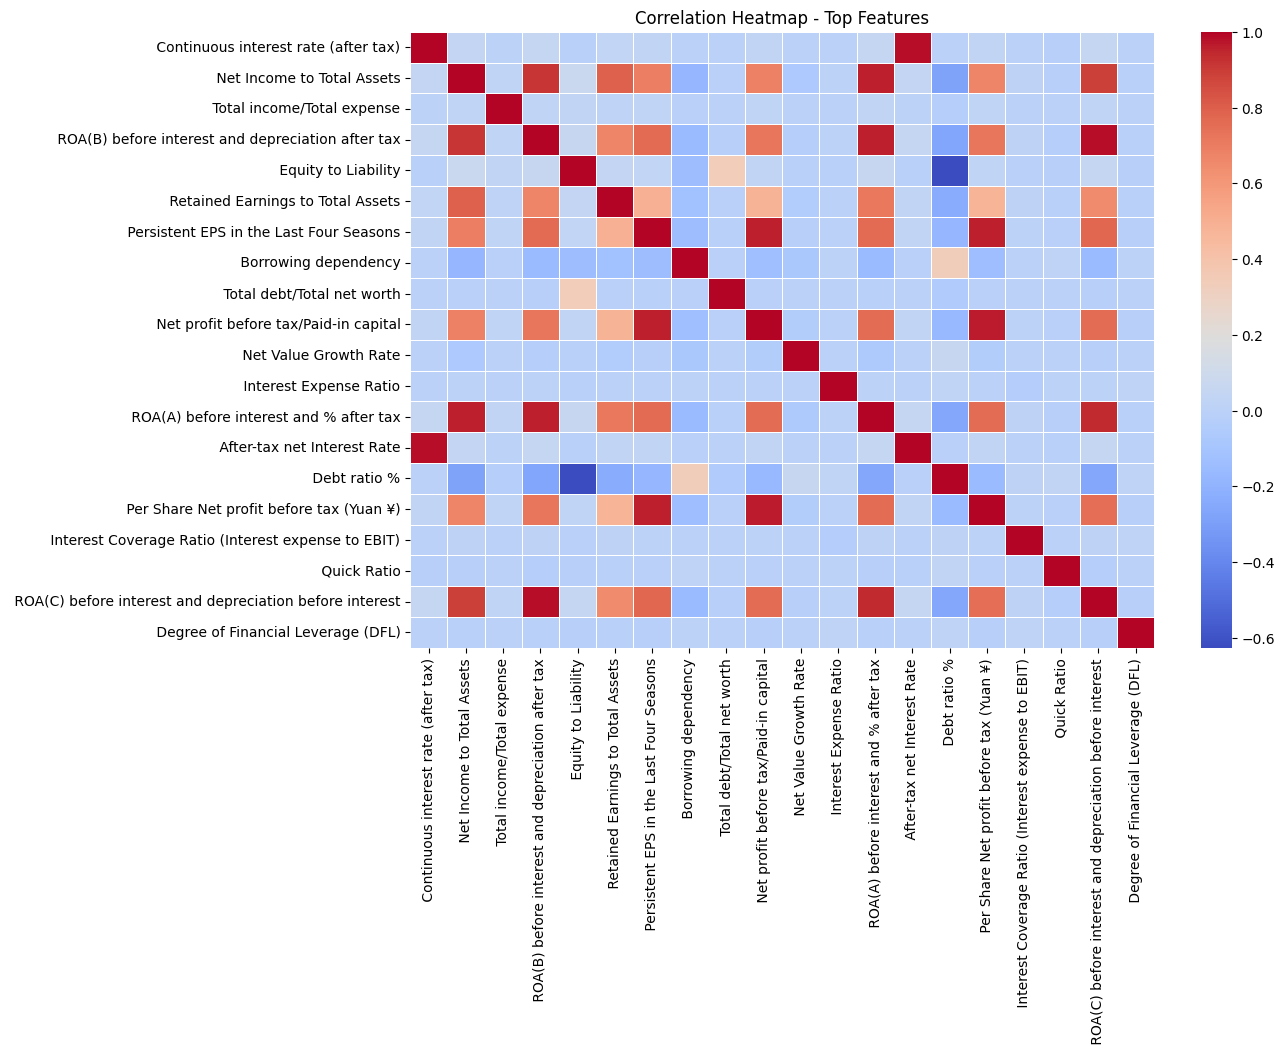 Correlation Heatmap - Top Features
Continuous interest rate (after tax)
Net Income to Total Assets
Total income/Total expense
ROA(B) before interest and depreciation after tax
Equity to Liability
Retained Earnings to Total Assets
Persistent EPS in the Last Four Seasons
Borrowing dependency
Total debt/Total net worth
Net profit before tax/Paid-in capital
Net Value Growth Rate
Interest Expense Ratio
ROA(A) before interest and % after tax
After-tax net Interest Rate
Debt ratio %
Per Share Net profit before tax (Yuan ¥)
Interest Coverage Ratio (Interest expense to EBIT)
Quick Ratio
ROA(C) before interest and depreciation before interest
Degree of Financial Leverage (DFL)
Continuous interest rate (after tax)
Net Income to Total Assets
Total income/Total expense
ROA(B) before interest and depreciation after tax
Equity to Liability
Retained Earnings to Total Assets
Persistent EPS in the Last Four Seasons
Borrowing dependency
Total debt/Total net worth
Net profit before tax/Paid-in capital
Net Value Growth Rate
Interest Expense Ratio
ROA(A) before interest and % after tax
After-tax net Interest Rate
Debt ratio %
Per Share Net profit before tax (Yuan ¥)
Interest Coverage Ratio (Interest expense to EBIT)
Quick Ratio
ROA(C) before interest and depreciation before interest
Degree of Financial Leverage (DFL)
1.0
0.8
0.6
0.4
0.2
0.0
−0.2
−0.4
−0.6